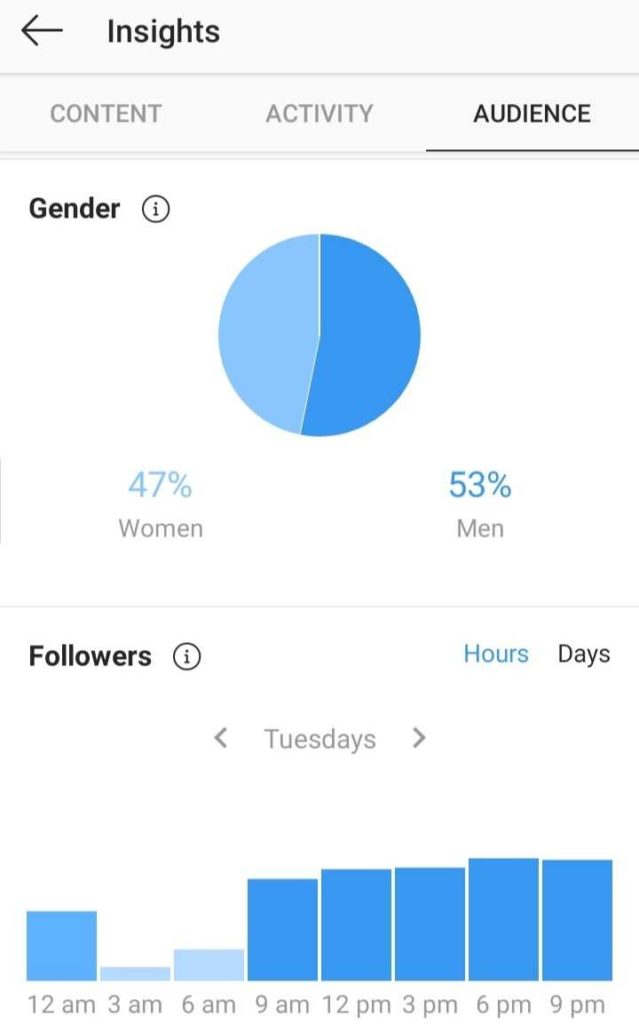 Insights
CONTENT ACTIVITY AUDIENCE
Gender
47% 53%
Women Men
Followers Hours Days
Tuesdays
12 am 3 am 6 am 9 am 12 pm 3 pm 6 pm 9 pm